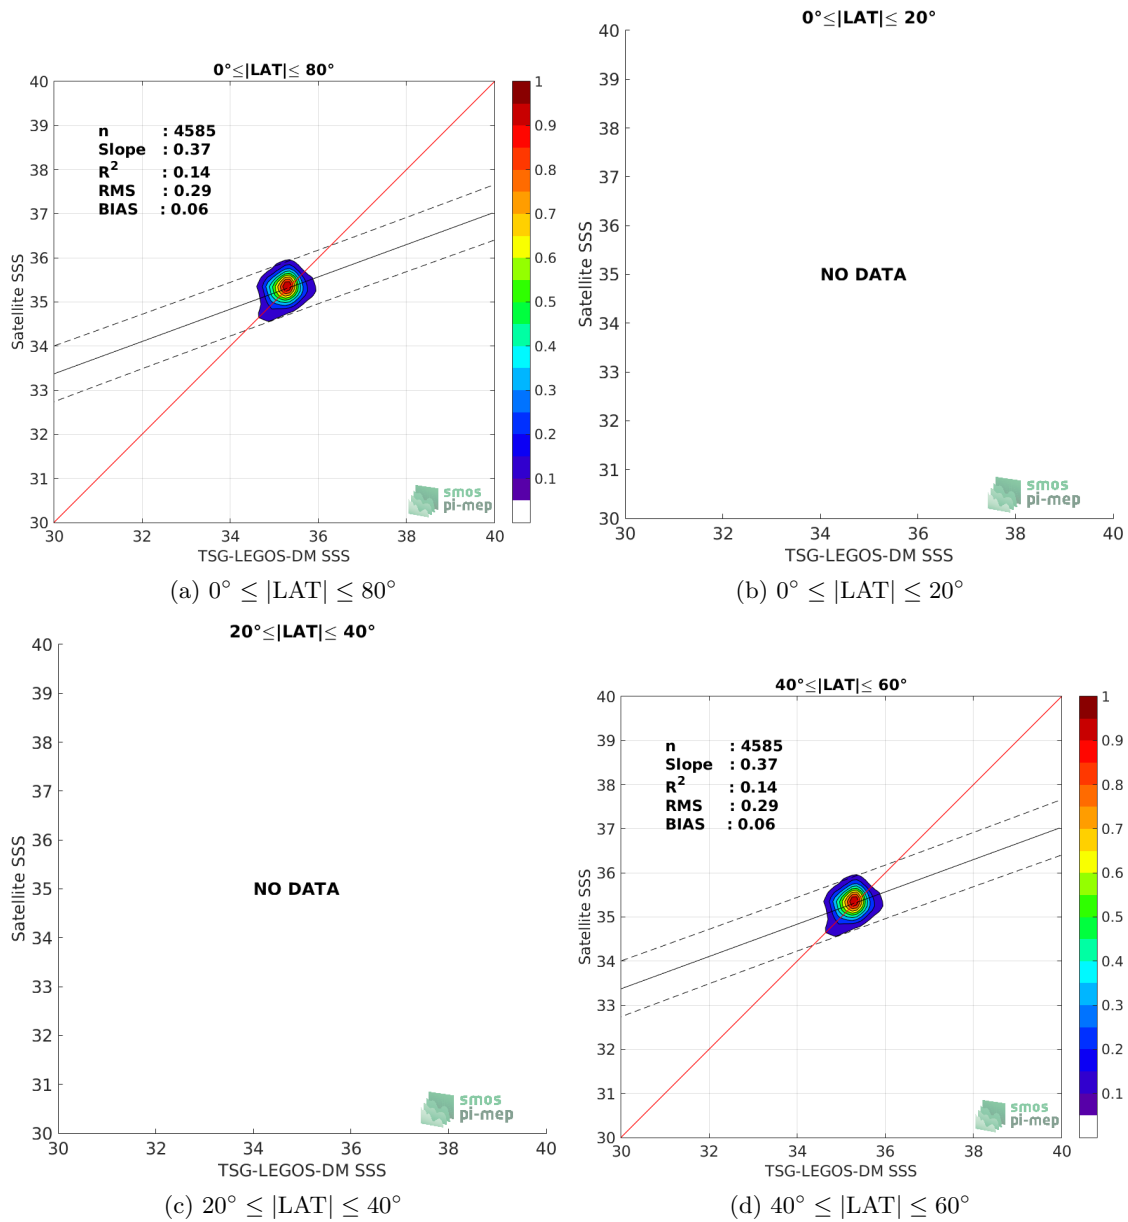 0°≤|LAT|≤ 80°
40
39
38
37
36
35
34
33
32
31
30
Satellite SSS
n : 4585
Slope : 0.37
R² : 0.14
RMS : 0.29
BIAS : 0.06
smos
pi-mep
30 32 34 36 38 40
TSG-LEGOS-DM SSS
1
0.9
0.8
0.7
0.6
0.5
0.4
0.3
0.2
0.1
(a) 0° ≤ |LAT| ≤ 80°
0°≤|LAT|≤ 20°
40
39
38
37
36
35
34
33
32
31
30
Satellite SSS
NO DATA
smos
pi-mep
30 32 34 36 38 40
TSG-LEGOS-DM SSS
(b) 0° ≤ |LAT| ≤ 20°
20°≤|LAT|≤ 40°
40
39
38
37
36
35
34
33
32
31
30
Satellite SSS
NO DATA
smos
pi-mep
30 32 34 36 38 40
TSG-LEGOS-DM SSS
(c) 20° ≤ |LAT| ≤ 40°
40°≤|LAT|≤ 60°
40
39
38
37
36
35
34
33
32
31
30
Satellite SSS
n : 4585
Slope : 0.37
R² : 0.14
RMS : 0.29
BIAS : 0.06
smos
pi-mep
30 32 34 36 38 40
TSG-LEGOS-DM SSS
1
0.9
0.8
0.7
0.6
0.5
0.4
0.3
0.2
0.1
(d) 40° ≤ |LAT| ≤ 60°